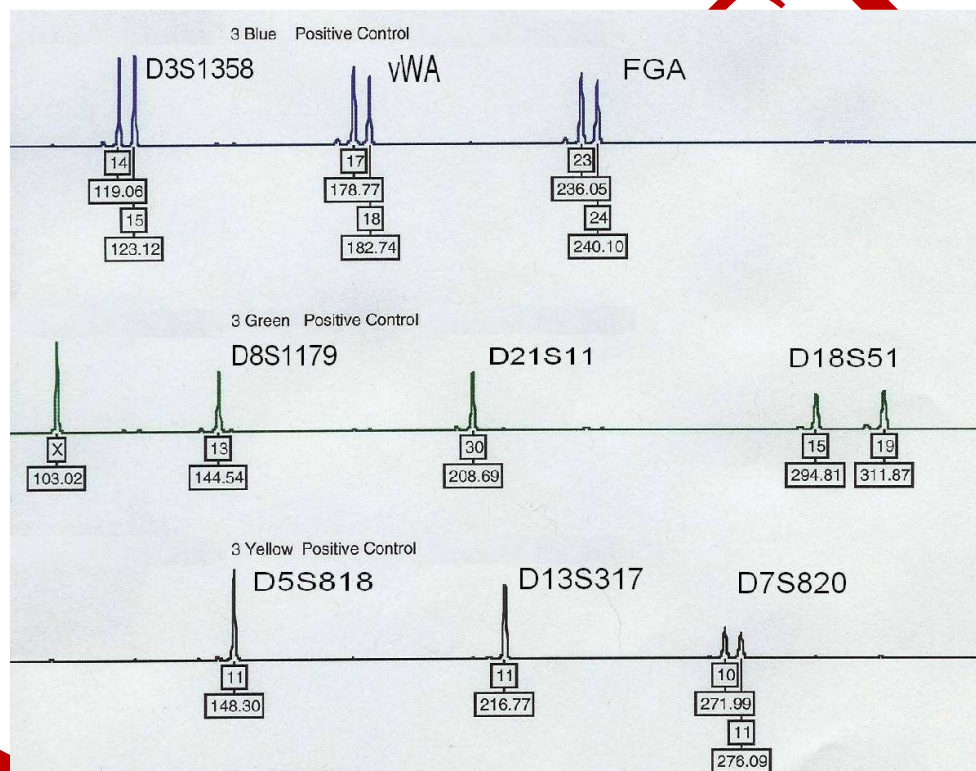 3 Blue Positive Control
D3S1358 vWA FGA
14 17 23
119.06 178.77 236.05
15 18 24
123.12 182.74 240.10
3 Green Positive Control
D8S1179 D21S11 D18S51
X 13 30 15 19
103.02 144.54 208.69 294.81 311.87
3 Yellow Positive Control
D5S818 D13S317 D7S820
11 11 10
148.30 216.77 271.99
11
276.09